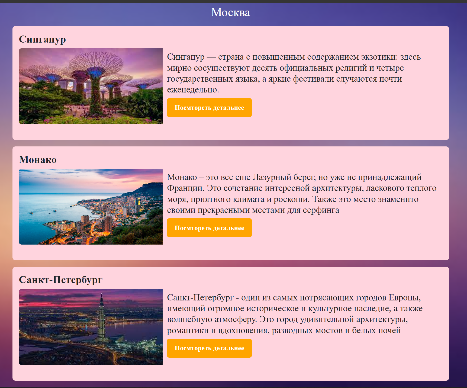 Москва
Сингапур
Сингапур — страна с повышенным содержанием экзотики: здесь
мирно сосуществуют десять официальных религий и четыре
государственных языка, а яркие фестивали случаются почти
еженедельно.
Посмтореть детальнее
Монако
Монако – это все еще Лазурный берег, но уже не принадлежащий
Франции. Это сочетание интересной архитектуры, ласкового теплого
моря, приятного климата и роскоши. Также это место знаменито
своими прекрасными местами для серфинга
Посмтореть детальнее
Санкт-Петербург
Санкт-Петербург - один из самых потрясающих городов Европы,
имеющий огромное историческое и культурное наследие, а также
волшебную атмосферу. Это город удивительной архитектуры,
романтики и вдохновения, разводных мостов и белых ночей
Посмтореть детальнее